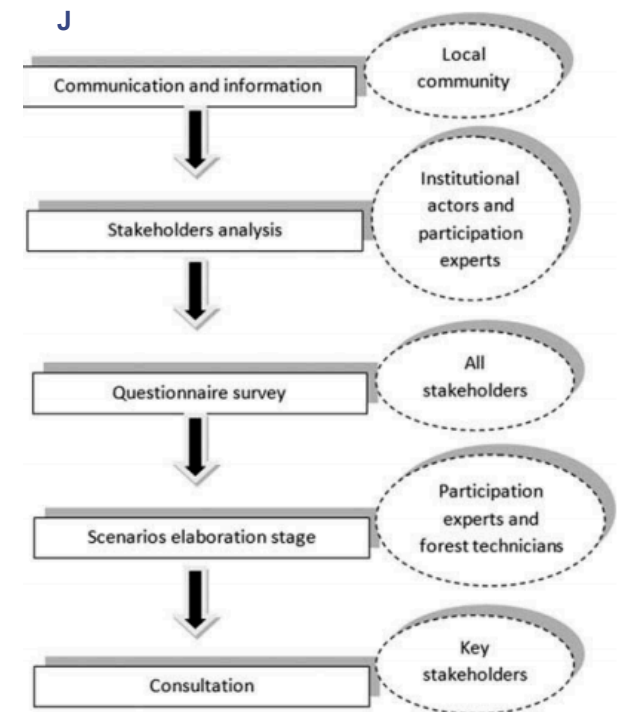 J
Communication and information
Local
community
Stakeholders analysis
Institutional
actors and
participation
experts
Questionnaire survey
All
stakeholders
Scenarios elaboration stage
Participation
experts and
forest technicians
Consultation
Key
stakeholders